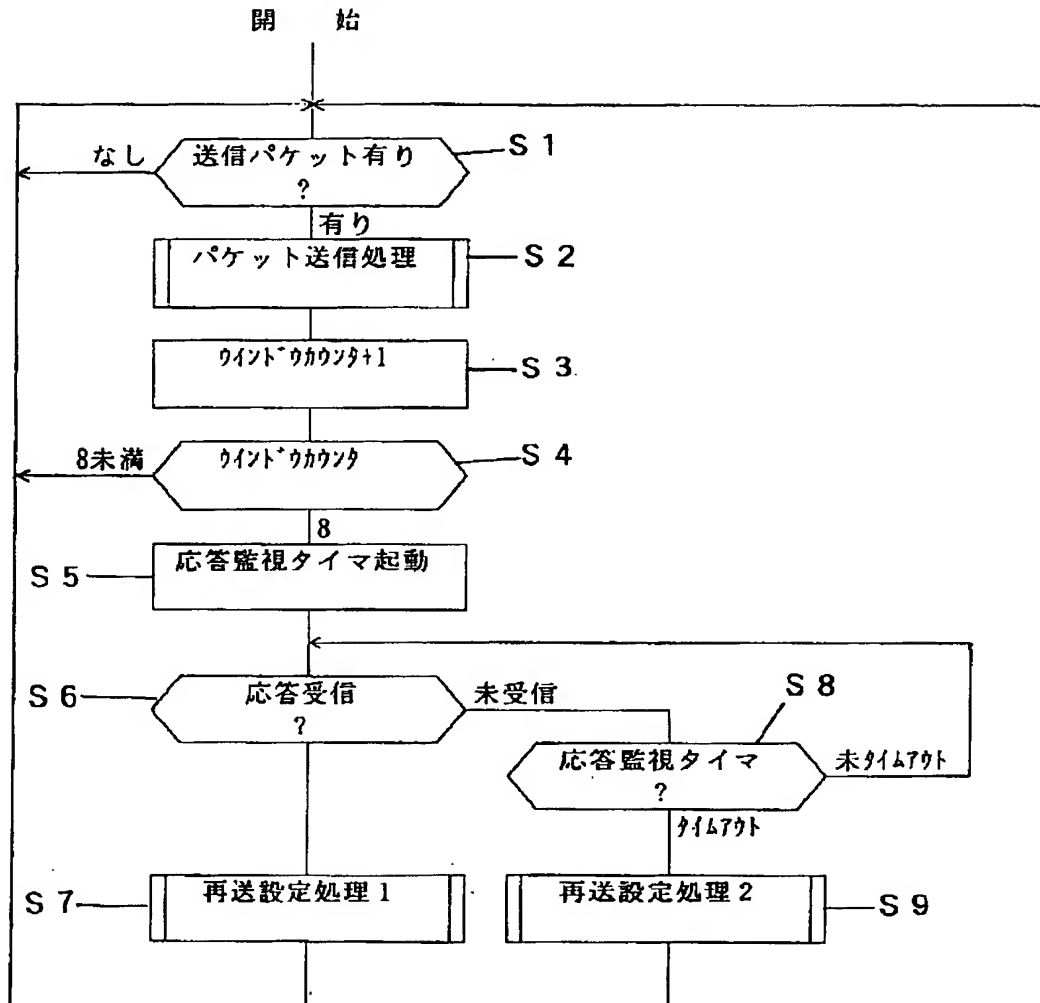 開 始
なし
送信パケット有り
?
S 1
有り
パケット送信処理
S 2
ウインドウカウンタ+1
S 3
8未満
ウインドウカウンタ
S 4
8
応答監視タイマ起動
S 5
S 6
応答受信
?
未受信
S 8
応答監視タイマ
?
未タイムアウト
タイムアウト
S 7
再送設定処理1
再送設定処理2
S 9